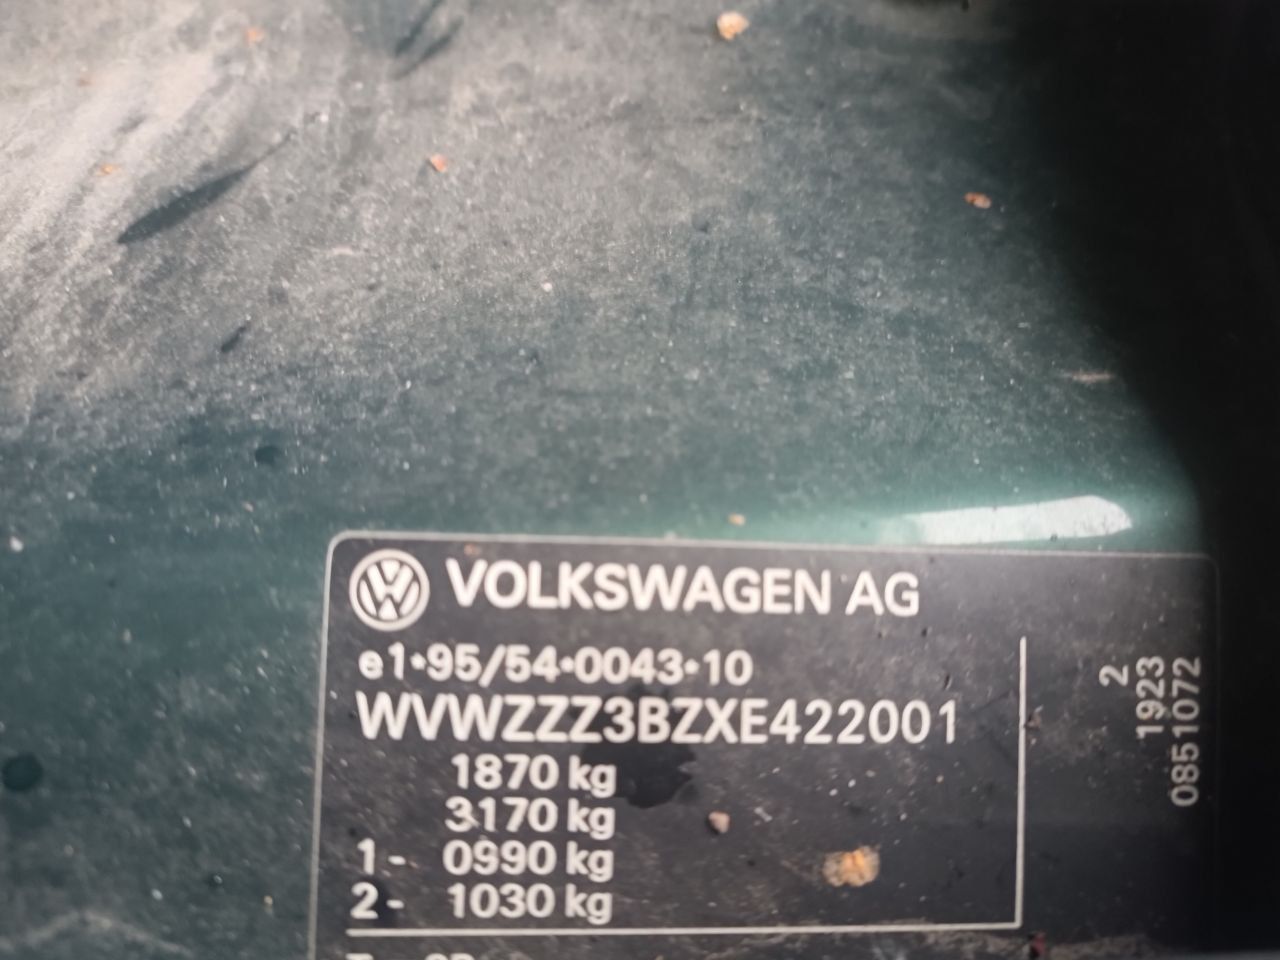 VOLKSWAGEN AG
e1*95/54*0043*10
WVWZZZ3BZXE422001
1870 kg
3170 kg
1- 0990 kg
2- 1030 kg
2
1923
0851072